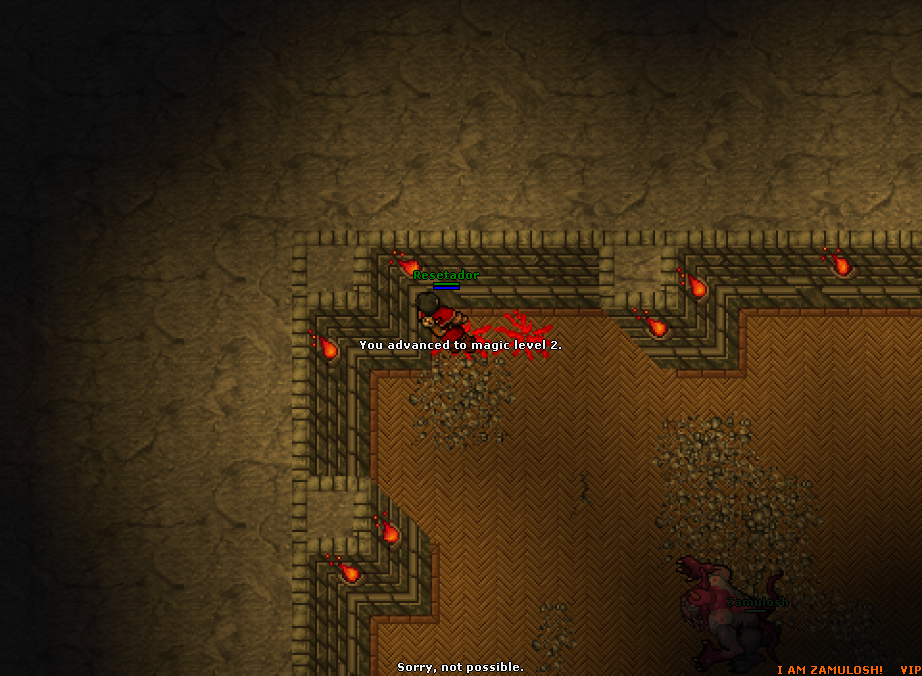 Resetador
You advanced to magic level 2.
Zamulosh
Sorry, not possible.
I AM ZAMULOSH! VIP